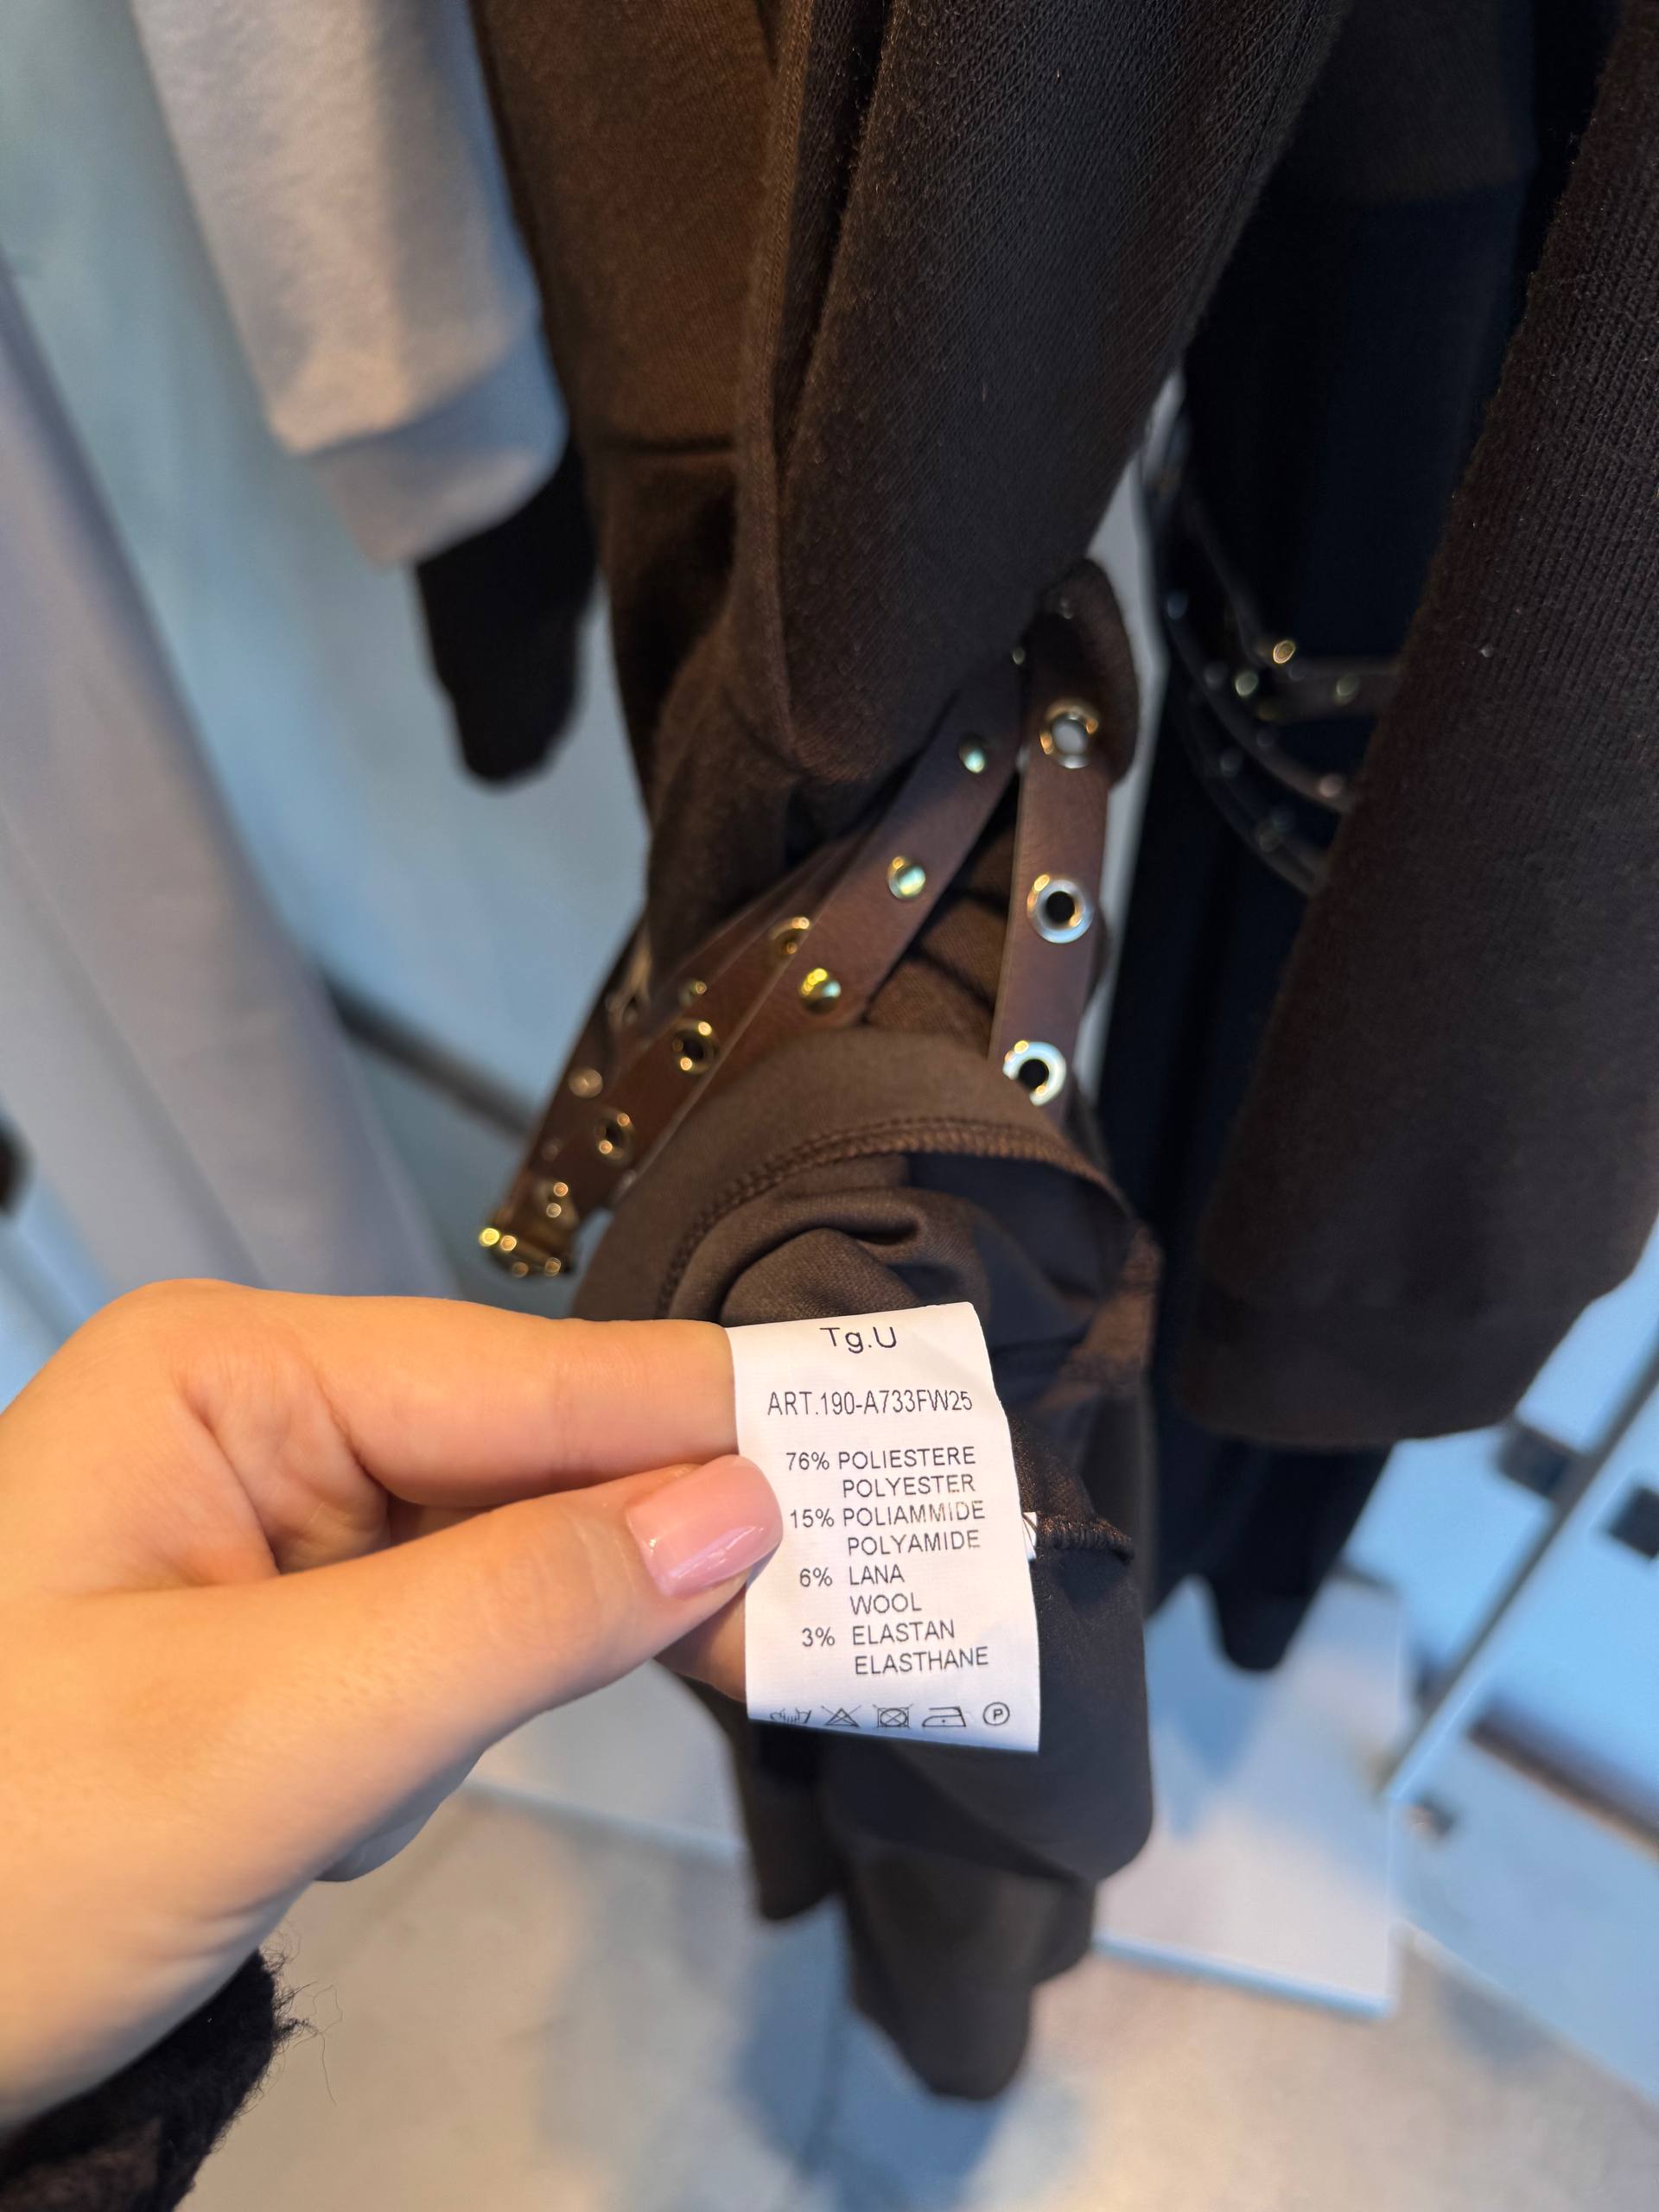 Tg.U
ART.190-A733FW25
76% POLIESTERE
POLYESTER
15% POLIAMMIDE
POLYAMIDE
6% LANA
WOOL
3% ELASTAN
ELASTHANE
P